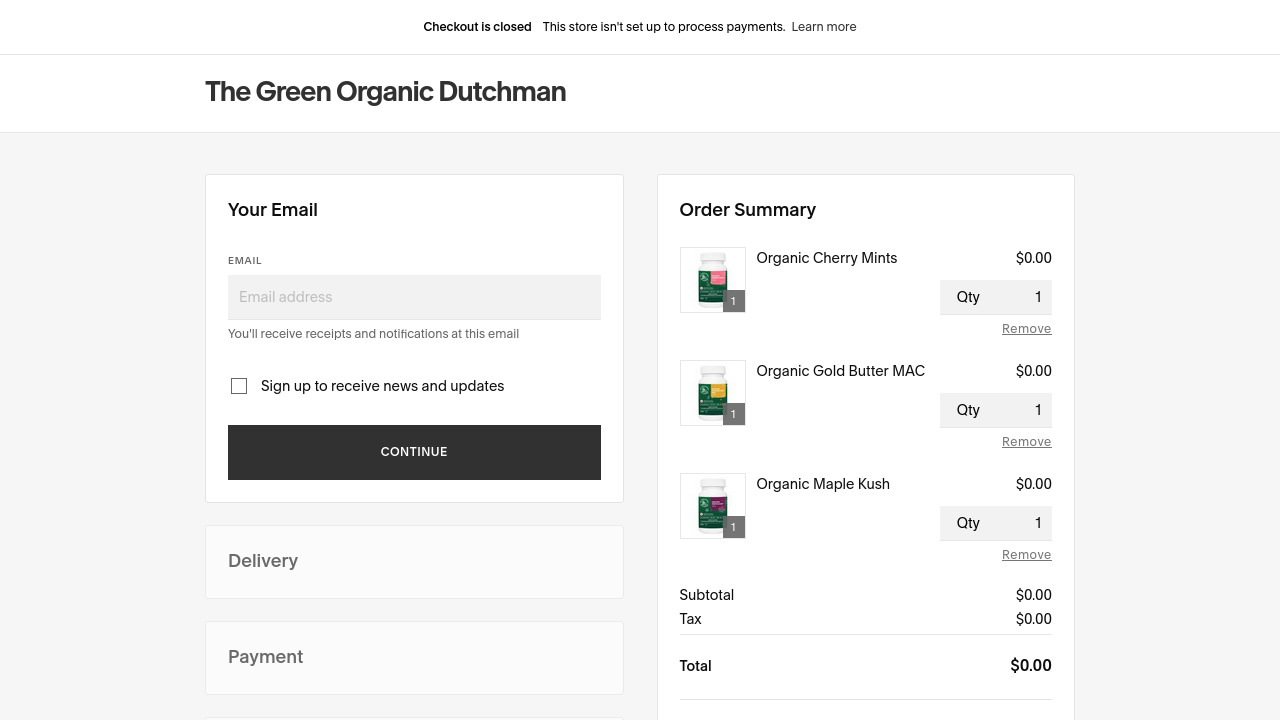 Checkout is closed This store isn't set up to process payments. Learn more
The Green Organic Dutchman
Your Email
EMAIL
Email address
You'll receive receipts and notifications at this email
Sign up to receive news and updates
CONTINUE
Delivery
Payment
Order Summary
1
Organic Cherry Mints
$0.00
Qty 1
Remove
1
Organic Gold Butter MAC
$0.00
Qty 1
Remove
1
Organic Maple Kush
$0.00
Qty 1
Remove
Subtotal $0.00
Tax $0.00
Total $0.00